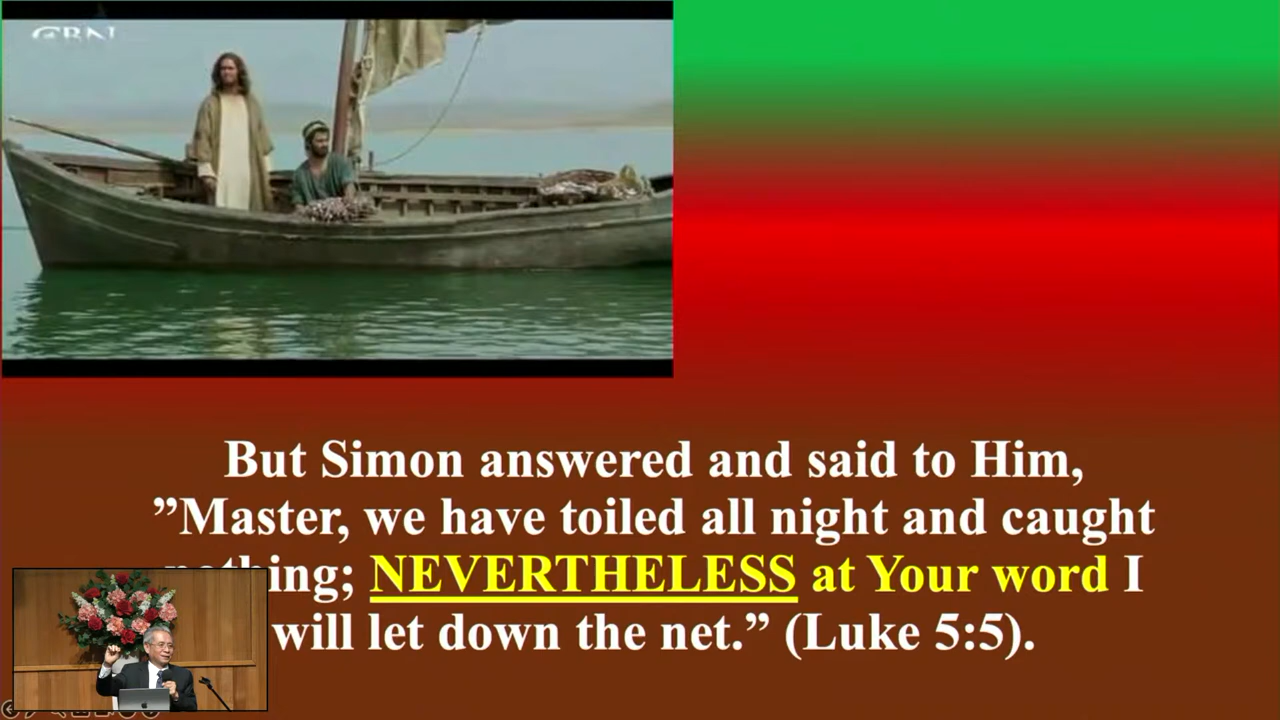 CBN
But Simon answered and said to Him,
”Master, we have toiled all night and caught
nothing; NEVERTHELESS at Your word I
will let down the net.” (Luke 5:5).